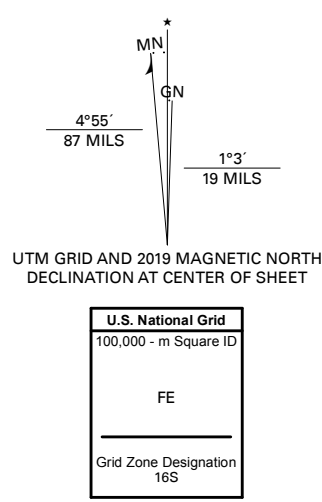 ★
MN
GN
4°55´
87 MILS
1°3´
19 MILS
UTM GRID AND 2019 MAGNETIC NORTH
DECLINATION AT CENTER OF SHEET
U.S. National Grid
100,000 - m Square ID
FE
Grid Zone Designation
16S